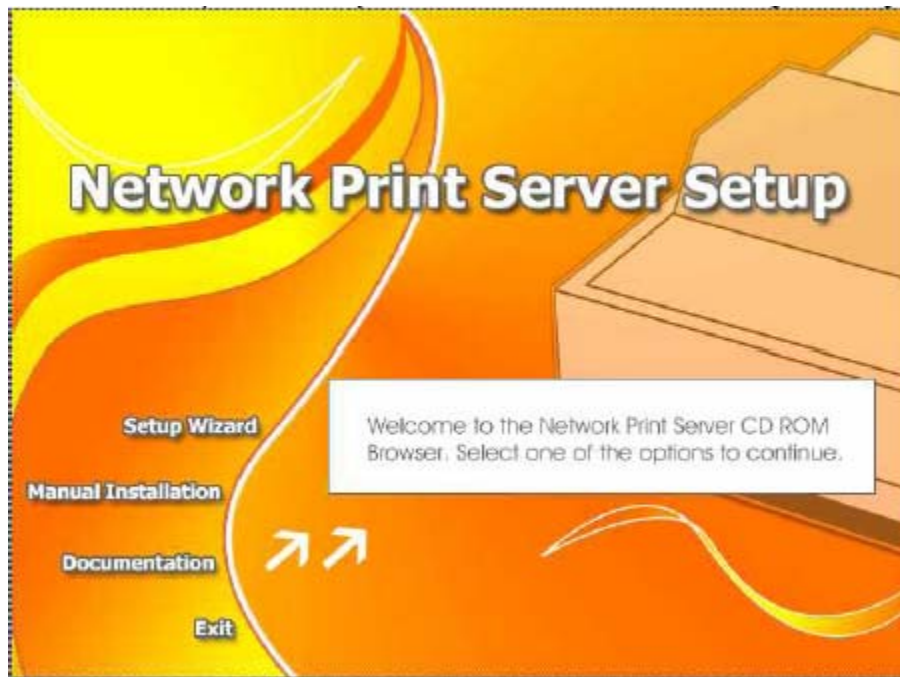 Network Print Server Setup
Setup Wizard
Welcome to the Network Print Server CD ROM
Browser. Select one of the options to continue.
Manual Installation
Documentation
Exit